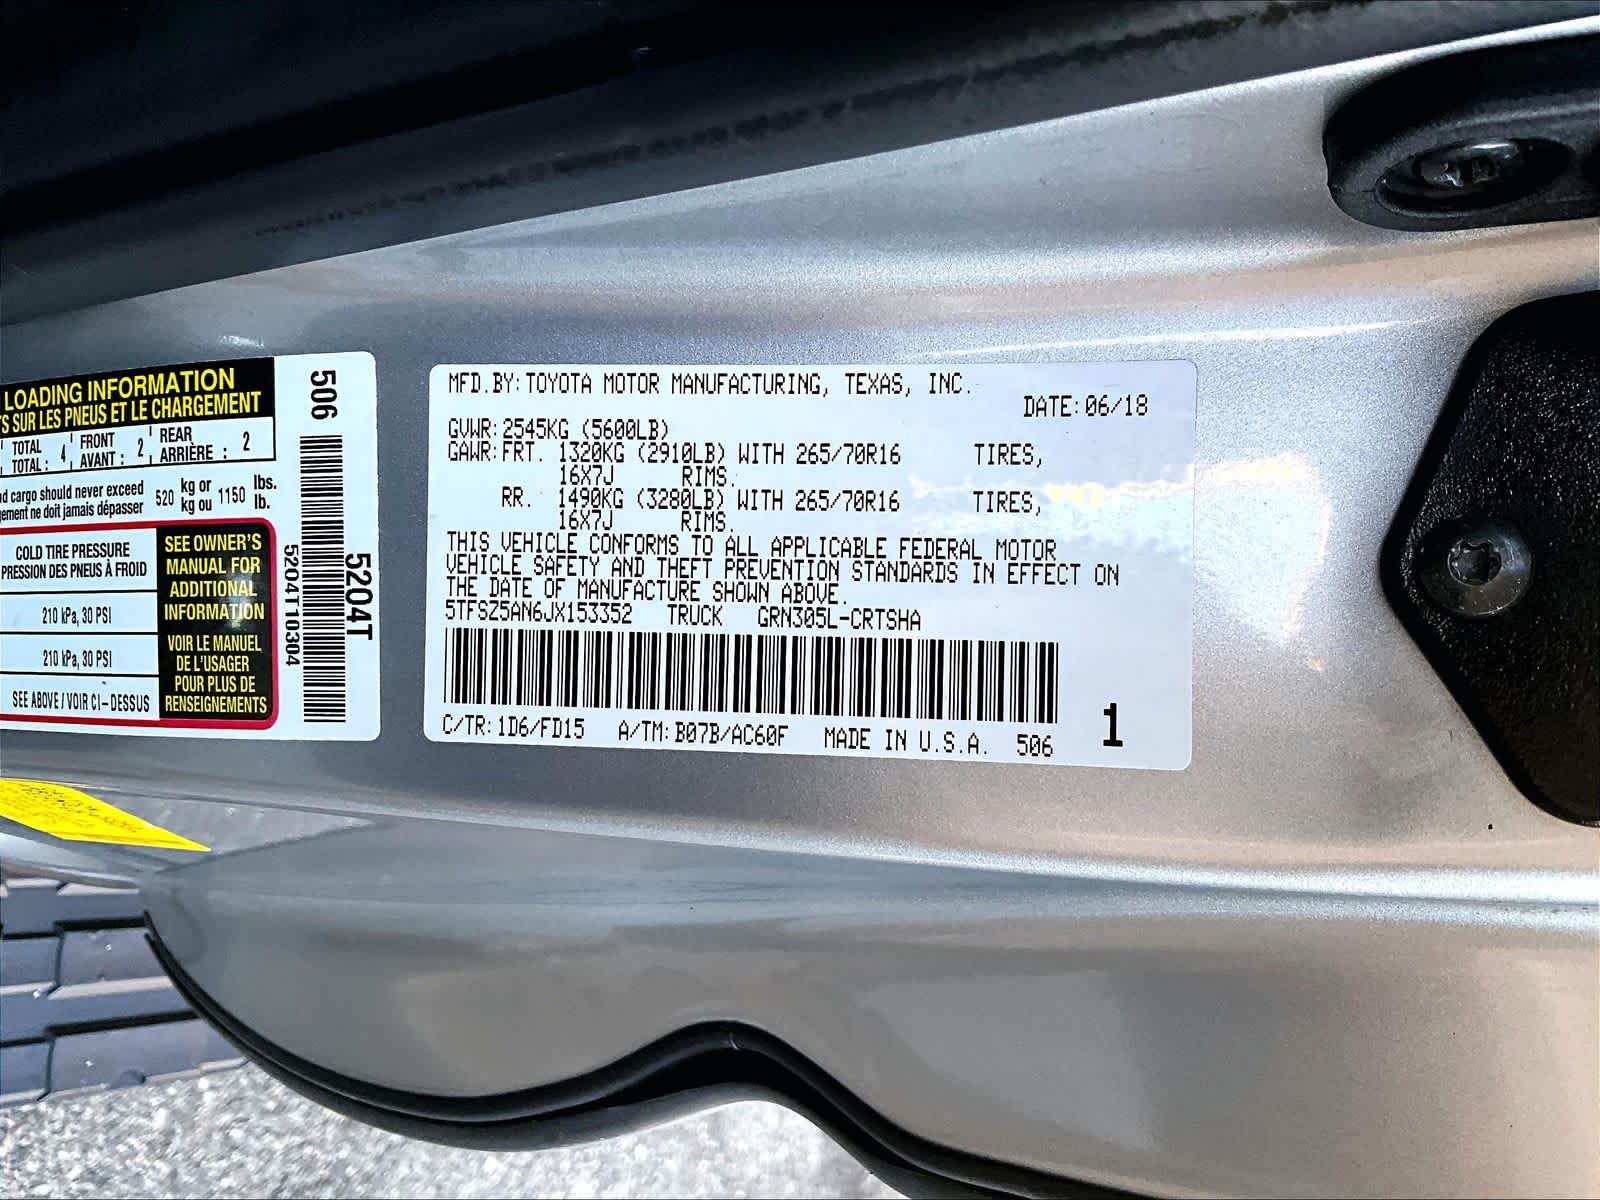 LOADING INFORMATION
SUR LES PNEUS ET LE CHARGEMENT
TOTAL 4 FRONT 2 REAR 2
TOTAL : AVANT : ARRIÈRE :
cargo should never exceed 520 kg or 1150 lbs.
ne doit jamais dépasser kg ou lb.
COLD TIRE PRESSURE
PRESSION DES PNEUS À FROID
210 kPa, 30 PSI
210 kPa, 30 PSI
SEE ABOVE / VOIR CI-DESSUS
SEE OWNER'S
MANUAL FOR
ADDITIONAL
INFORMATION
VOIR LE MANUEL
DE L'USAGER
POUR PLUS DE
RENSEIGNEMENTS
506
5204T10304
5204T
MFD.BY: TOYOTA MOTOR MANUFACTURING, TEXAS, INC.
DATE: 06/18
GVWR: 2545KG (5600LB)
GAWR: FRT. 1320KG (2910LB) WITH 265/70R16 TIRES,
16X7J RIMS.
RR. 1490KG (3280LB) WITH 265/70R16 TIRES,
16X7J RIMS.
THIS VEHICLE CONFORMS TO ALL APPLICABLE FEDERAL MOTOR
VEHICLE SAFETY AND THEFT PREVENTION STANDARDS IN EFFECT ON
THE DATE OF MANUFACTURE SHOWN ABOVE.
5TFSZ5AN6JX153352 TRUCK GRN305L-CRTSHA
C/TR: 1D6/FD15 A/TM: B07B/AC60F MADE IN U.S.A. 506
1